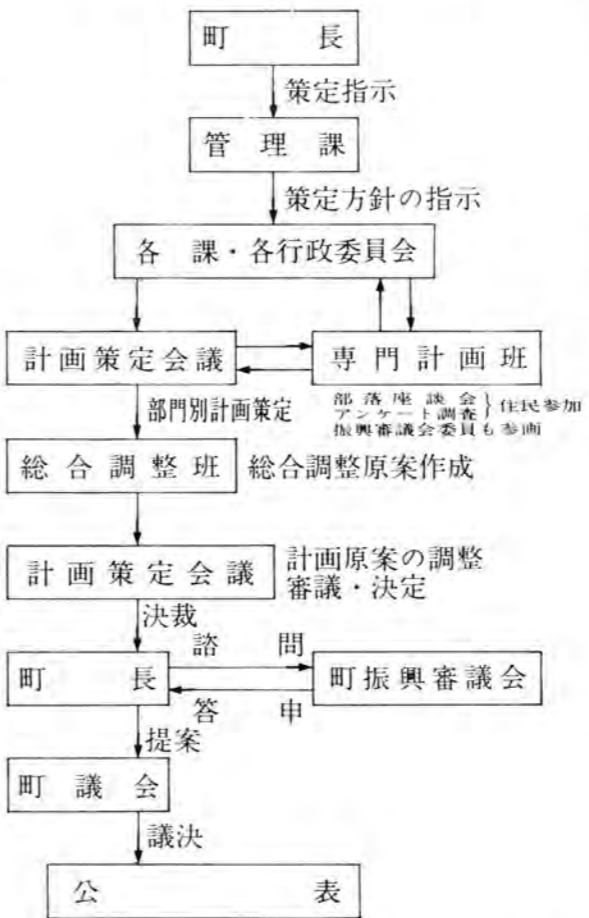 町長
策定指示
管理課
策定方針の指示
各課・各行政委員会
計画策定会議
専門計画班
部門別計画策定
部落座談会
アンケート調査
住民参加
振興審議会委員も参画
総合調整班
総合調整原案作成
計画策定会議
計画原案の調整
審議・決定
決裁
諮問
町長
町振興審議会
答申
提案
町議会
議決
公表